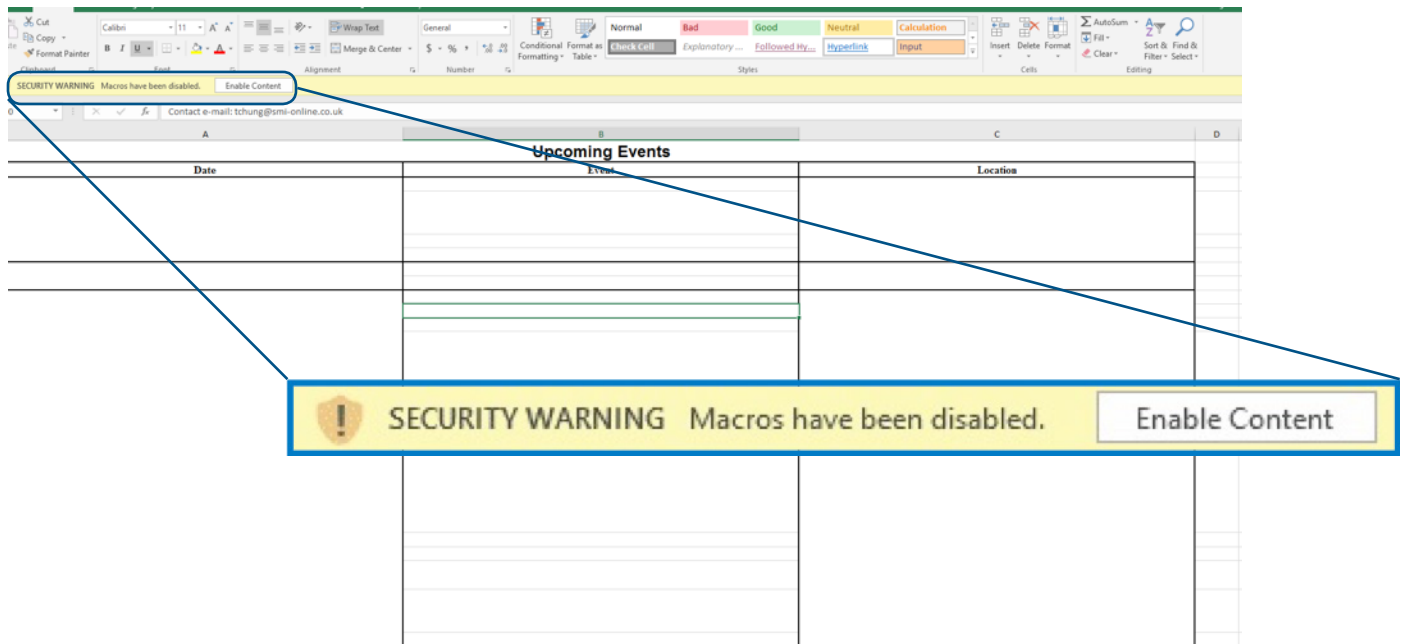 Cut
Copy
Format Painter
Clipboard
Calibri
11
B I U
Font
Wrap Text
Merge & Center
Alignment
General
$ % ,
Number
Conditional Formatting
Format as Table
Normal Bad Good Neutral Calculation
Check Cell Explanatory ... Followed Hy... Hyperlink Input
Styles
Insert Delete Format
Cells
AutoSum
Fill
Clear
Sort & Filter
Find & Select
Editing
SECURITY WARNING Macros have been disabled. Enable Content
fx Contact e-mail: tchung@smi-online.co.uk
A B C D
Upcoming Events
Date Event Location
SECURITY WARNING Macros have been disabled. Enable Content